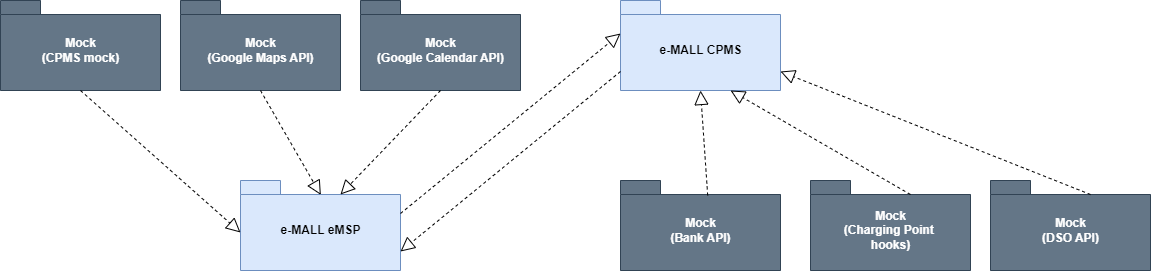 Mock
(CPMS mock)
Mock
(Google Maps API)
Mock
(Google Calendar API)
e-MALL CPMS
e-MALL eMSP
Mock
(Bank API)
Mock
(Charging Point
hooks)
Mock
(DSO API)